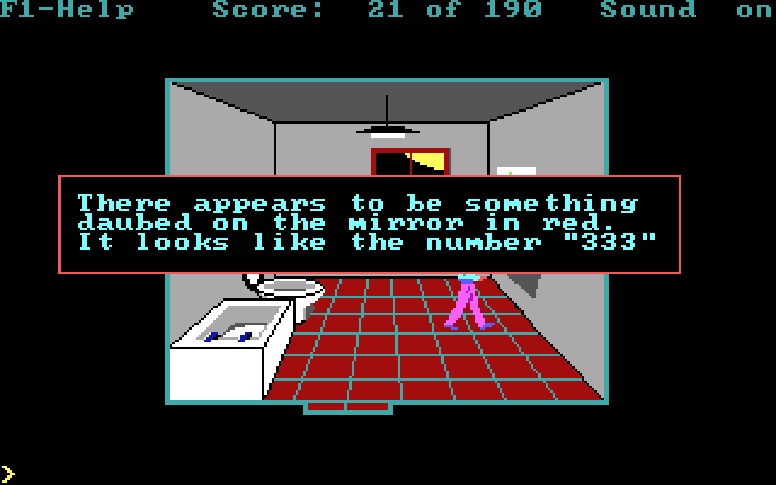 F1-Help Score: 21 of 190 Sound on
There appears to be something
daubed on the mirror in red.
It looks like the number "333"
>